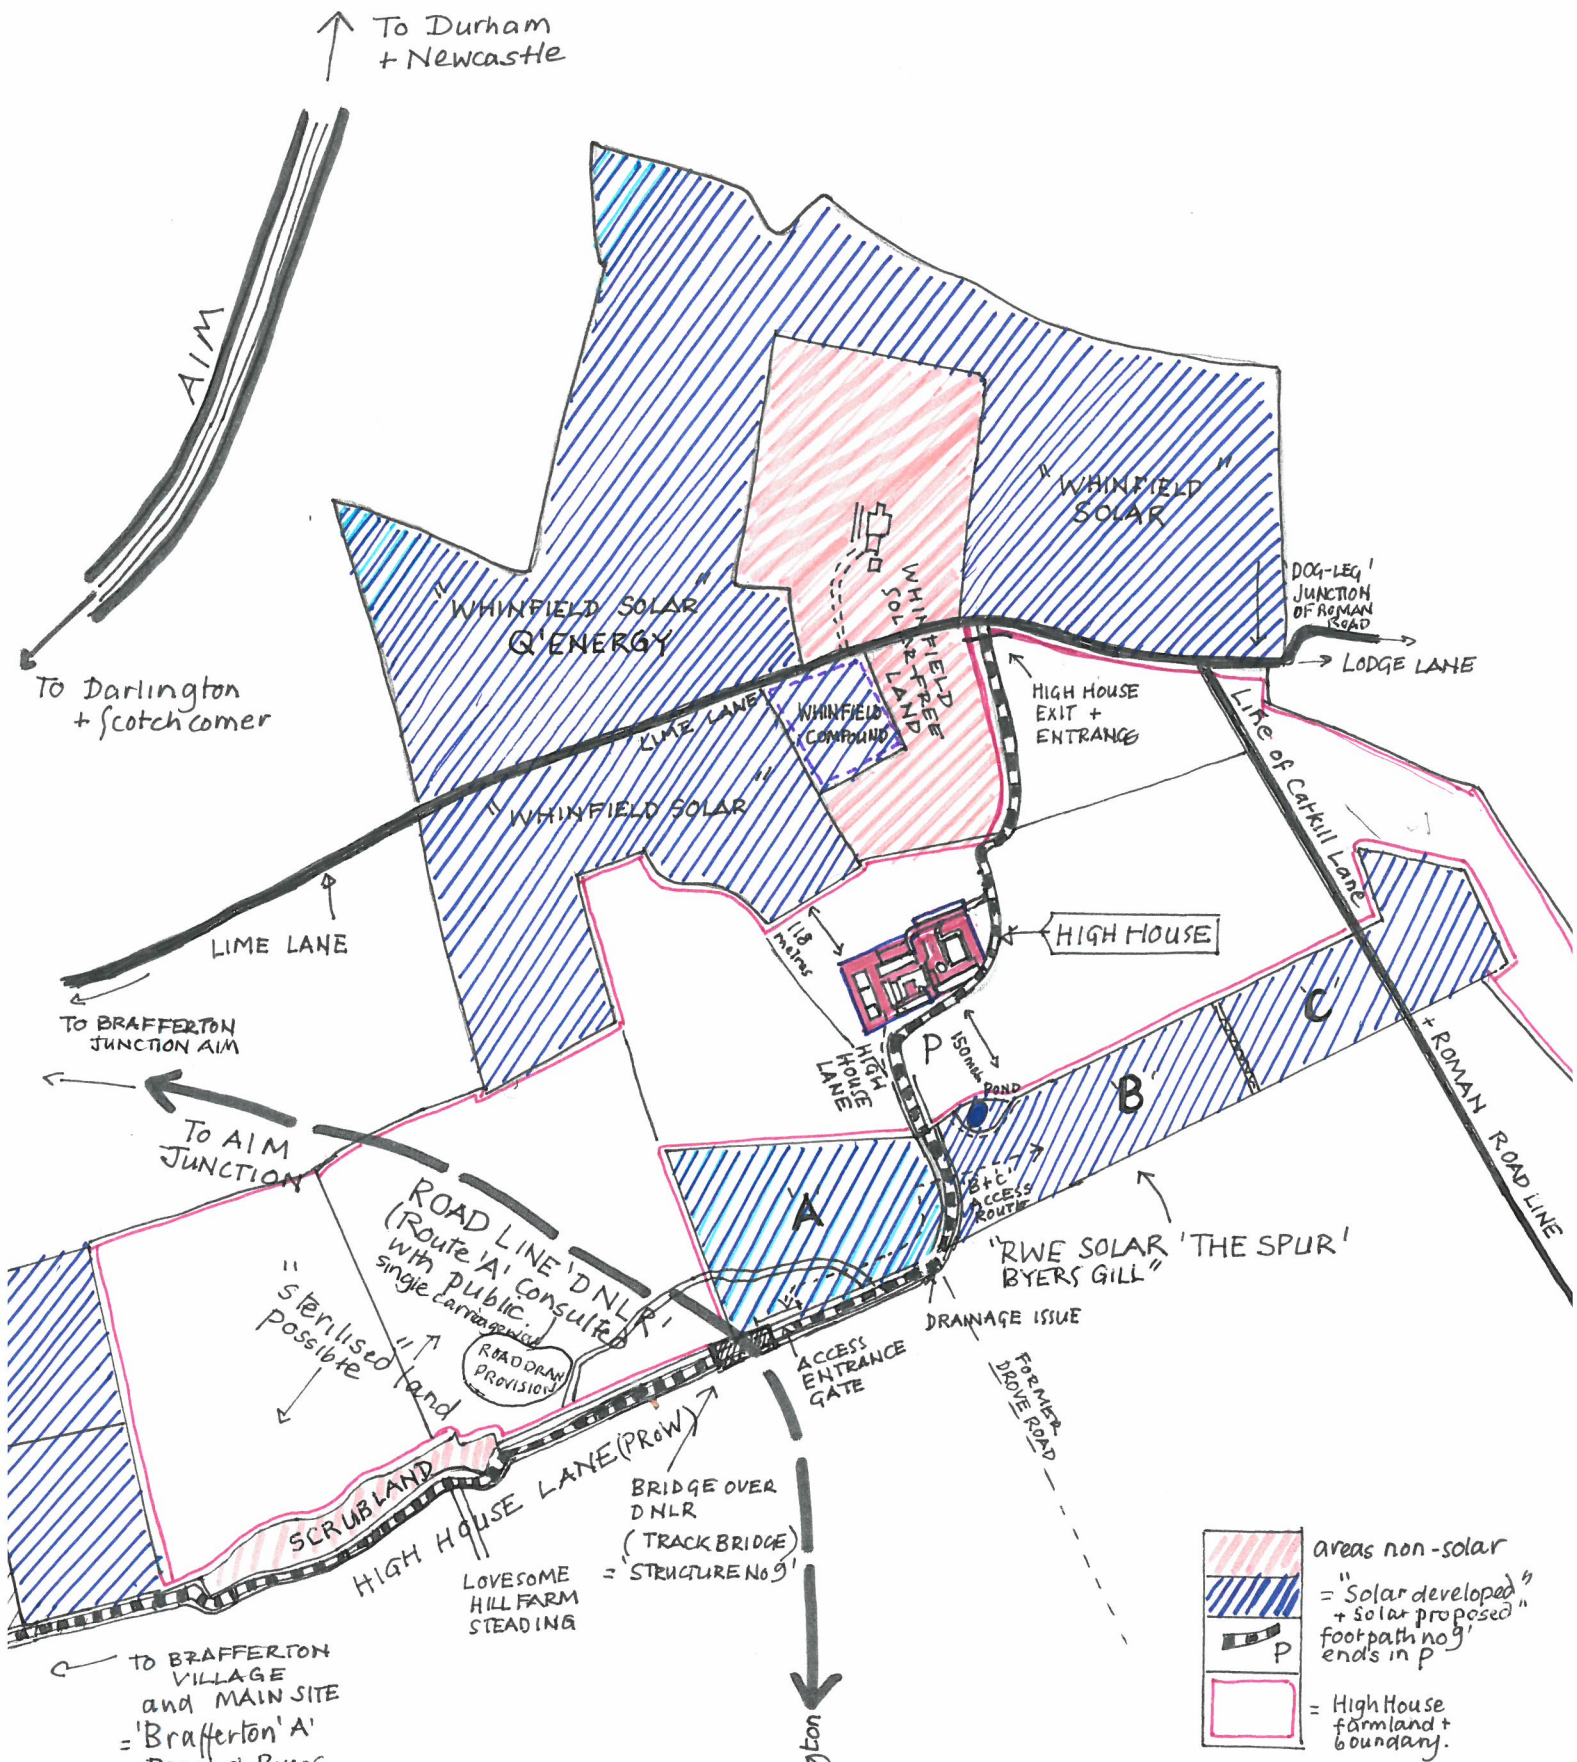 To Durham
+ Newcastle
AIM
To Darlington
+ Scotch corner
"WHINFIELD
SOLAR"
"WHINFIELD SOLAR"
Q'ENERGY
WHINFIELD
SOLAR-FREE
LAND
'DOG-LEG'
JUNCTION
OF ROMAN
ROAD
LODGE LANE
HIGH HOUSE
EXIT +
ENTRANCE
WHINFIELD
COMPOUND
LIME LANE
"WHINFIELD SOLAR"
Line of Catkill Lane
+ ROMAN ROAD LINE
LIME LANE
118
metres
HIGH HOUSE
'C'
TO BRAFFERTON
JUNCTION AIM
HIGH
HOUSE
LANE
P
150 mtrs
POND
'B'
TO AIM
JUNCTION
'A'
'B+C'
ACCESS
ROUTE
ROAD LINE 'DNLR'
(Route 'A' Consulted
with public.
single carriageway
"RWE SOLAR 'THE SPUR'
BYERS GILL"
"sterilised" land
possible
ROAD DRAN
PROVISION
DRAINAGE ISSUE
ACCESS
ENTRANCE
GATE
FORMER
DROVE ROAD
SCRUBLAND
HIGH HOUSE LANE (PROW)
BRIDGE OVER
DNLR
(TRACK BRIDGE)
= 'STRUCTURE No 9'
LOVESOME
HILL FARM
STEADING
areas non-solar
= "Solar developed"
+ solar proposed"
footpath no 9'
ends in P
P
= High House
farmland +
boundary.
TO BRAFFERTON
VILLAGE
and MAIN SITE
= 'Brafferton' A'